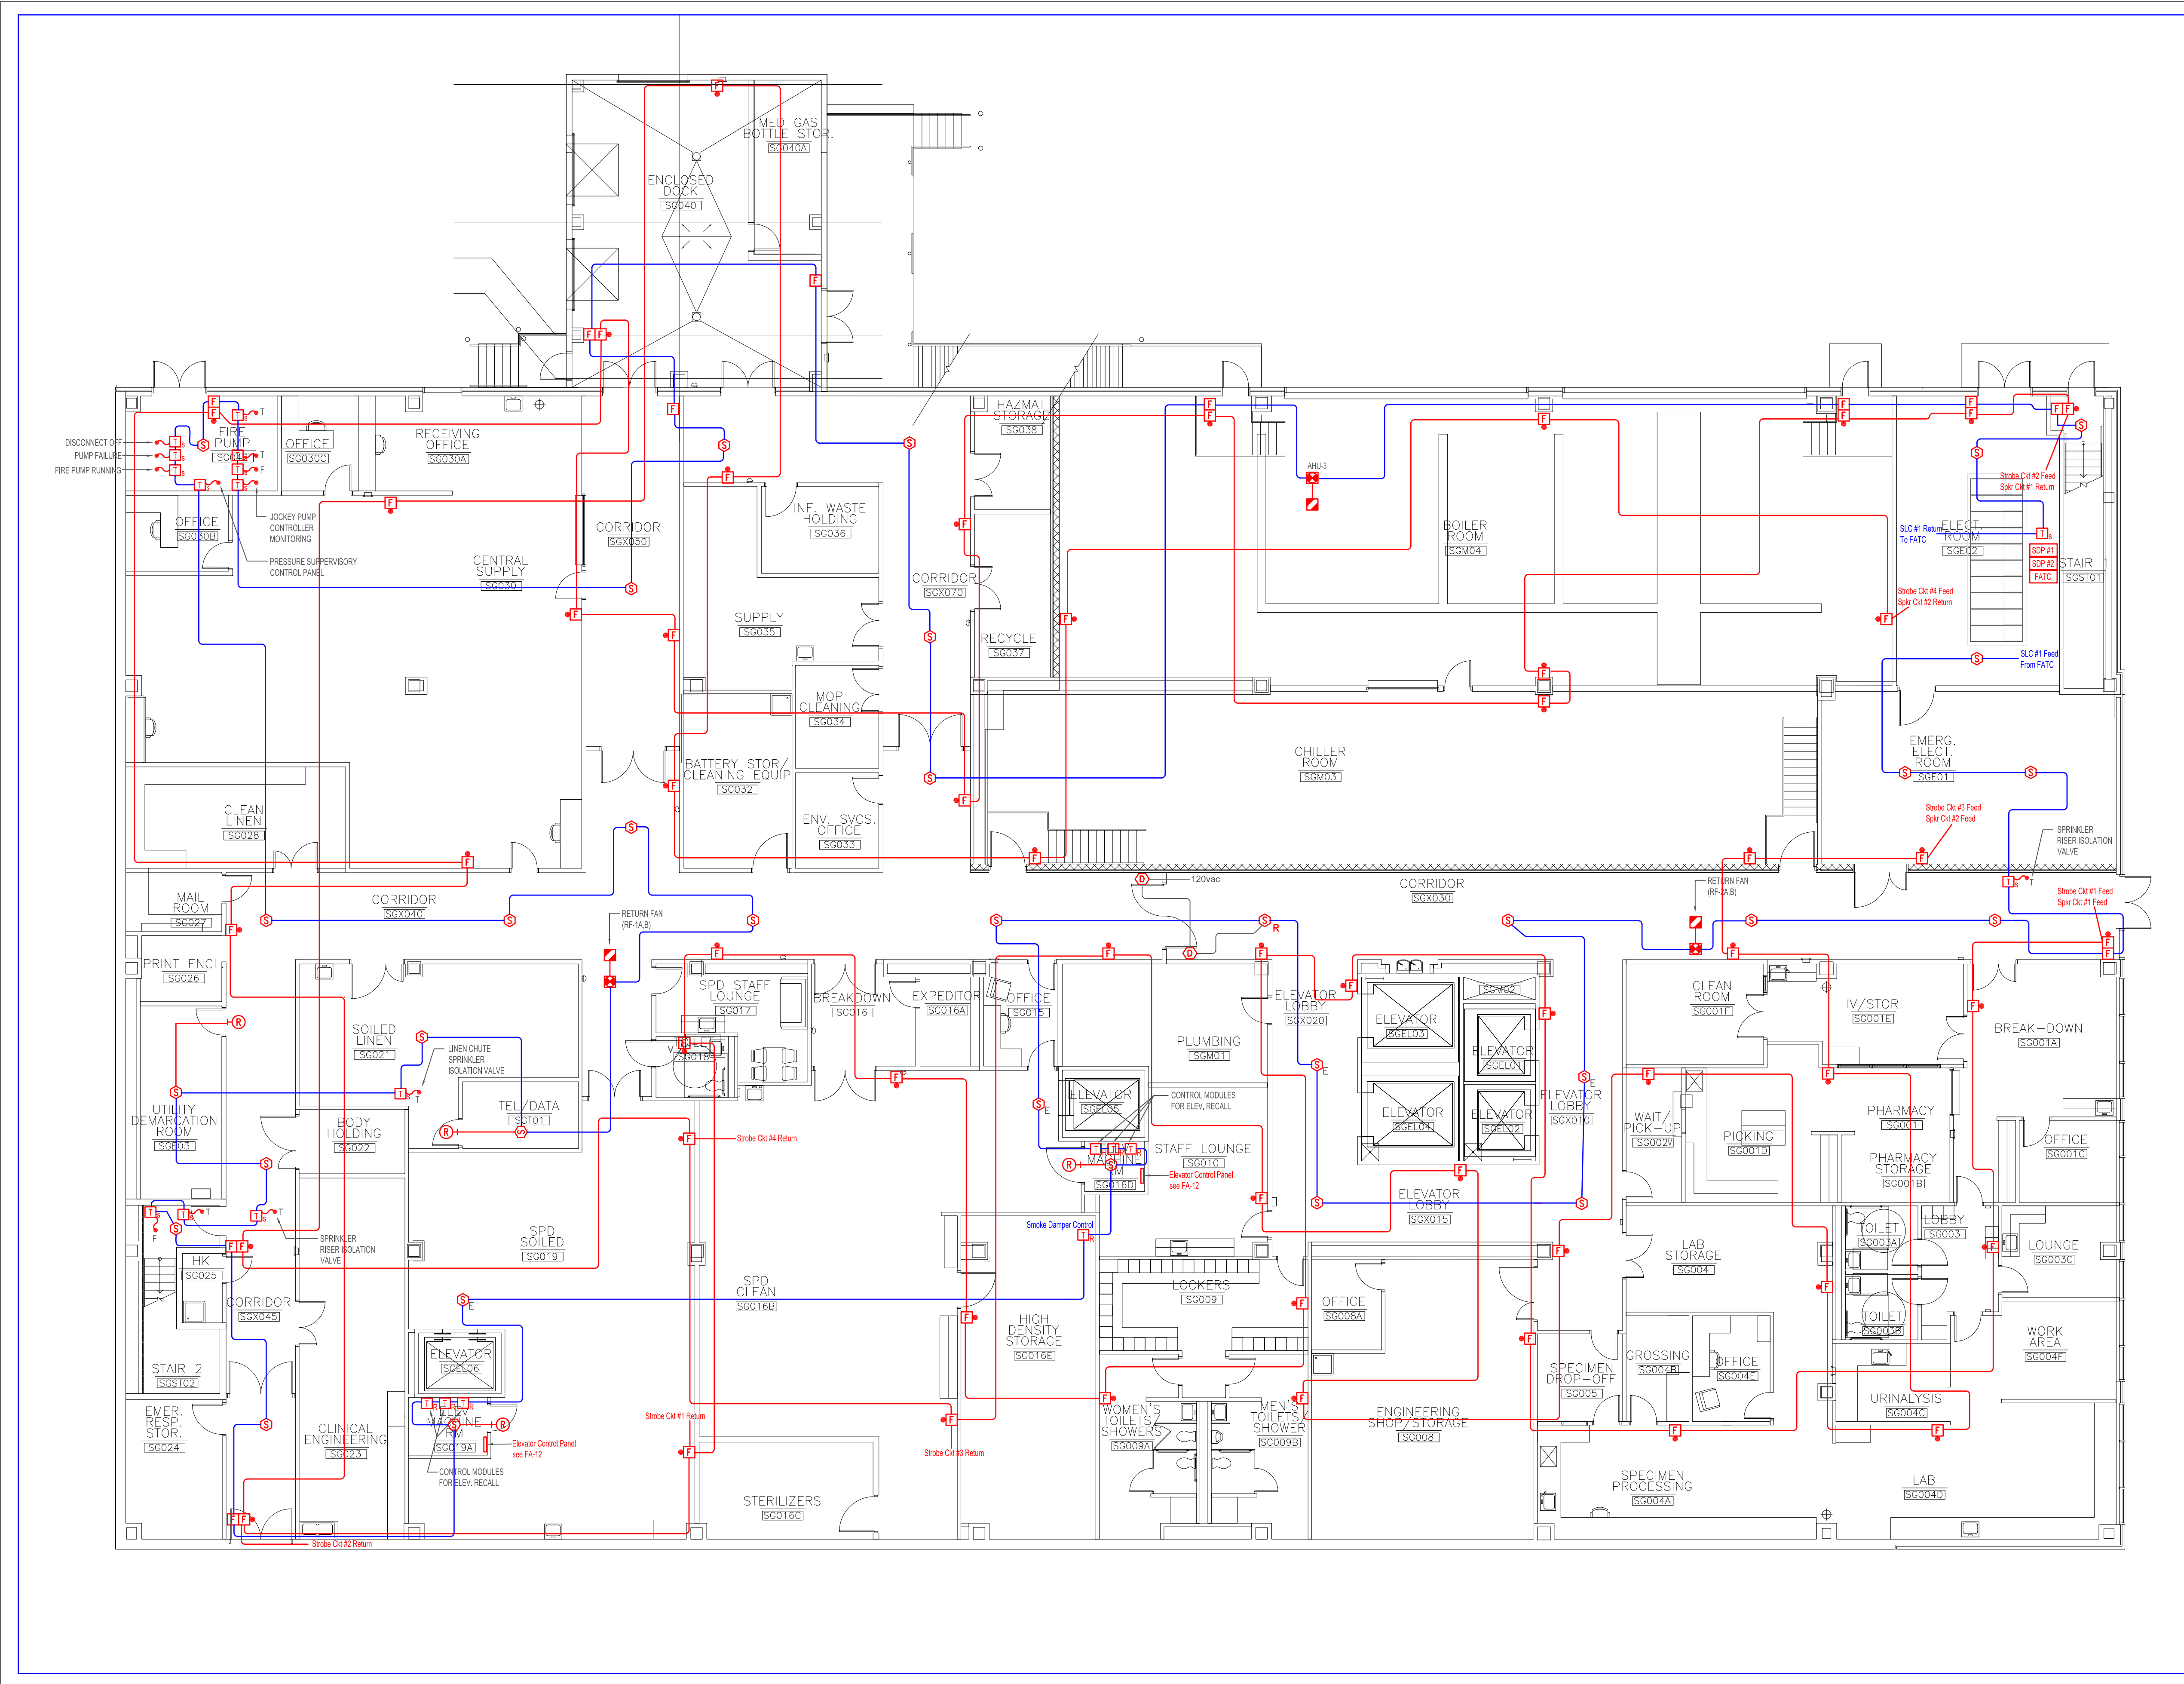 MED GAS
BOTTLE STOR.
SG040A
ENCLOSED
DOCK
SG040
HAZMAT
STORAGE
SG038
DISCONNECT OFF
PUMP FAILURE
FIRE PUMP RUNNING
FIRE
PUMP
OFFICE
SG030C
RECEIVING
OFFICE
SG030A
JOCKEY PUMP
CONTROLLER
MONITORING
PRESSURE SUPPERVISORY
CONTROL PANEL
OFFICE
SG030B
CENTRAL
SUPPLY
SG030
CORRIDOR
SGX050
INF. WASTE
HOLDING
SG036
AHU-3
BOILER
ROOM
SGM04
Strobe Ckt #2 Feed
Spkr Ckt #1 Return
SLC #1 Return
To FATC
ELECT.
ROOM
SGE02
SDP #1
SDP #2
FATC
STAIR 1
SGST01
CORRIDOR
SGX070
Strobe Ckt #4 Feed
Spkr Ckt #2 Return
SUPPLY
SG035
RECYCLE
SG037
SLC #1 Feed
From FATC
MOP
CLEANING
SG034
BATTERY STOR/
CLEANING EQUIP
SG032
CHILLER
ROOM
SGM03
EMERG.
ELECT.
ROOM
SGE01
CLEAN
LINEN
SG028
ENV. SVCS.
OFFICE
SG033
Strobe Ckt #3 Feed
Spkr Ckt #2 Feed
SPRINKLER
RISER ISOLATION
VALVE
120vac
CORRIDOR
SGX030
RETURN FAN
(RF-2A,B)
Strobe Ckt #1 Feed
Spkr Ckt #1 Feed
MAIL
ROOM
SG027
CORRIDOR
SGX040
RETURN FAN
(RF-1A,B)
PRINT ENCL.
SG026
SPD STAFF
LOUNGE
SG017
BREAKDOWN
SG016
EXPEDITOR
SG016A
OFFICE
SG015
ELEVATOR
LOBBY
SGX020
SGM02
CLEAN
ROOM
SG001F
IV/STOR
SG001E
BREAK-DOWN
SG001A
SOILED
LINEN
SG021
LINEN CHUTE
SPRINKLER
ISOLATION VALVE
SG018
PLUMBING
SGM01
ELEVATOR
SGEL03
ELEVATOR
SGEL01
UTILITY
DEMARCATION
ROOM
SGE03
BODY
HOLDING
SG022
TEL/DATA
SGT01
ELEVATOR
SGEL05
CONTROL MODULES
FOR ELEV, RECALL
ELEVATOR
SGEL04
ELEVATOR
SGEL02
ELEVATOR
LOBBY
SGX010
WAIT/
PICK-UP
SG002V
PICKING
SG001D
PHARMACY
SG001
PHARMACY
STORAGE
SG001B
OFFICE
SG001C
Strobe Ckt #4 Return
MACHINE
RM
SG016D
STAFF LOUNGE
SG010
Elevator Control Panel
see FA-12
ELEVATOR
LOBBY
SGX015
Smoke Damper Control
SPRINKLER
RISER ISOLATION
VALVE
SPD
SOILED
SG019
TOILET
SG003A
LOBBY
SG003
LOUNGE
SG003C
LAB
STORAGE
SG004
HK
SG025
CORRIDOR
SGX045
SPD
CLEAN
SG016B
LOCKERS
SG009
OFFICE
SG008A
HIGH
DENSITY
STORAGE
SG016E
TOILET
SG003B
WORK
AREA
SG004F
STAIR 2
SGST02
ELEVATOR
SGEL06
SPECIMEN
DROP-OFF
SG005
GROSSING
SG004B
OFFICE
SG004E
URINALYSIS
SG004C
EMER.
RESP.
STOR.
SG024
CLINICAL
ENGINEERING
SG023
ELEV
MACHINE
RM
SG019A
Elevator Control Panel
see FA-12
CONTROL MODULES
FOR ELEV, RECALL
Strobe Ckt #1 Return
Strobe Ckt #3 Return
WOMEN'S
TOILETS/
SHOWERS
SG009A
MEN'S
TOILETS/
SHOWER
SG009B
ENGINEERING
SHOP/STORAGE
SG008
STERILIZERS
SG016C
SPECIMEN
PROCESSING
SG004A
LAB
SG004D
Strobe Ckt #2 Return